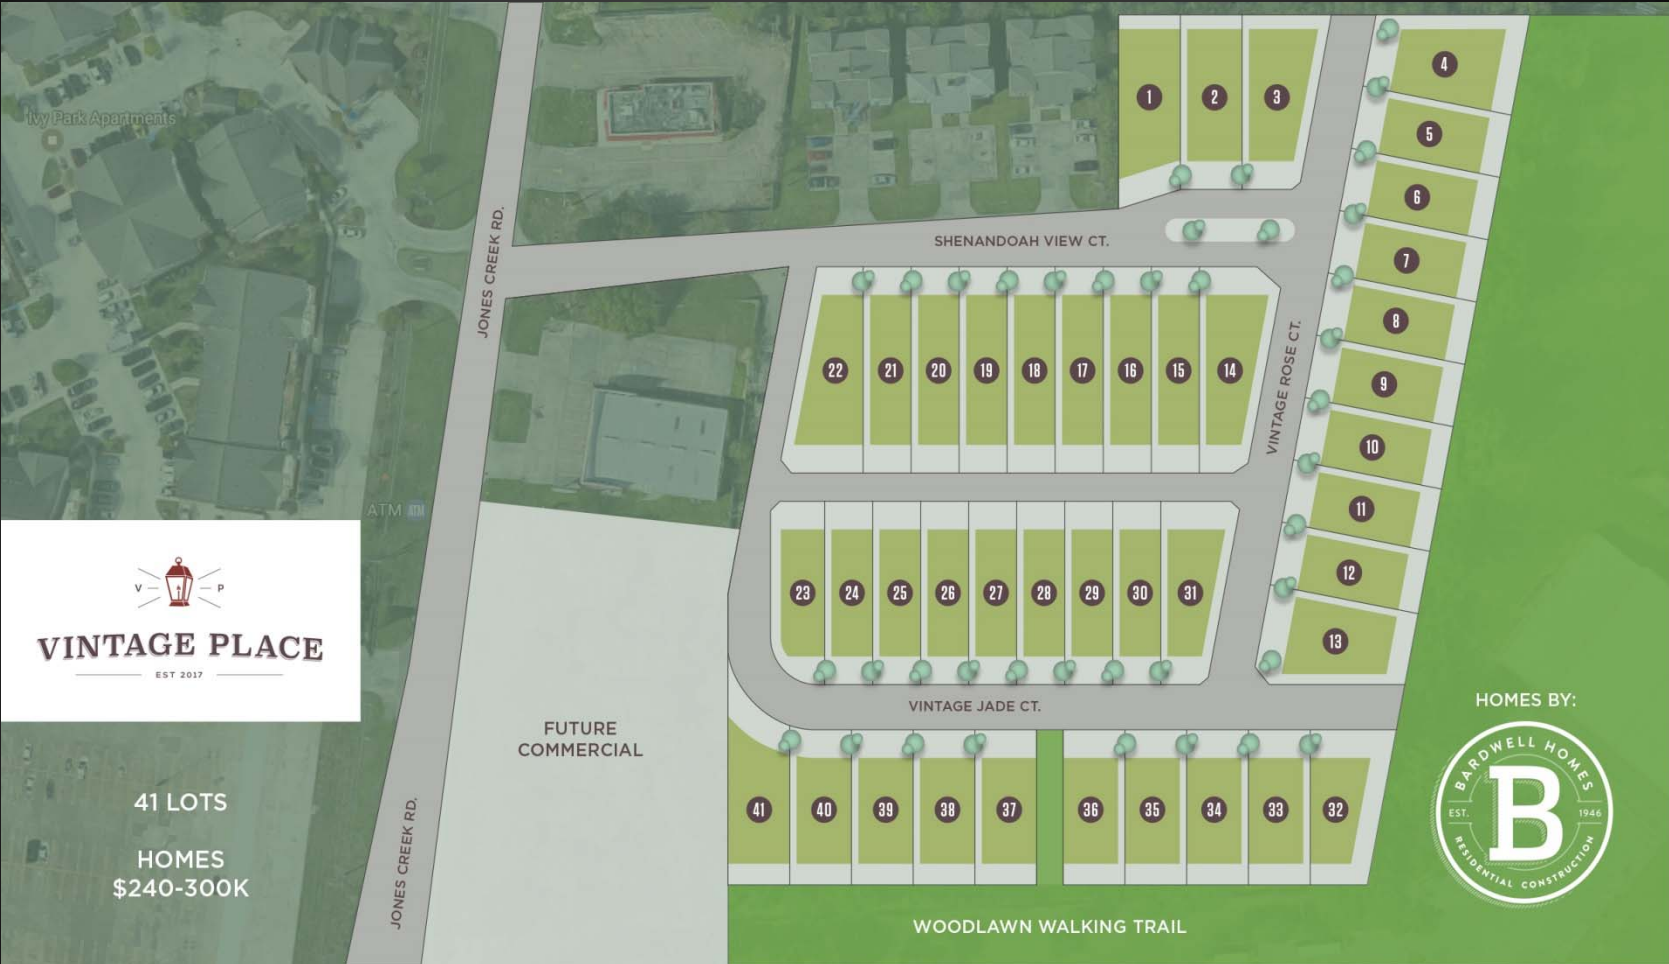 Ivy Park Apartments
1
2
3
4
5
6
7
8
9
10
11
12
13
JONES CREEK RD.
SHENANDOAH VIEW CT.
VINTAGE ROSE CT.
22
21
20
19
18
17
16
15
14
ATM
23
24
25
26
27
28
29
30
31
V P
VINTAGE PLACE
EST 2017
VINTAGE JADE CT.
FUTURE
COMMERCIAL
41
40
39
38
37
36
35
34
33
32
41 LOTS
HOMES
$240-300K
JONES CREEK RD.
WOODLAWN WALKING TRAIL
HOMES BY:
BARDWELL HOMES
EST. B 1946
RESIDENTIAL CONSTRUCTION